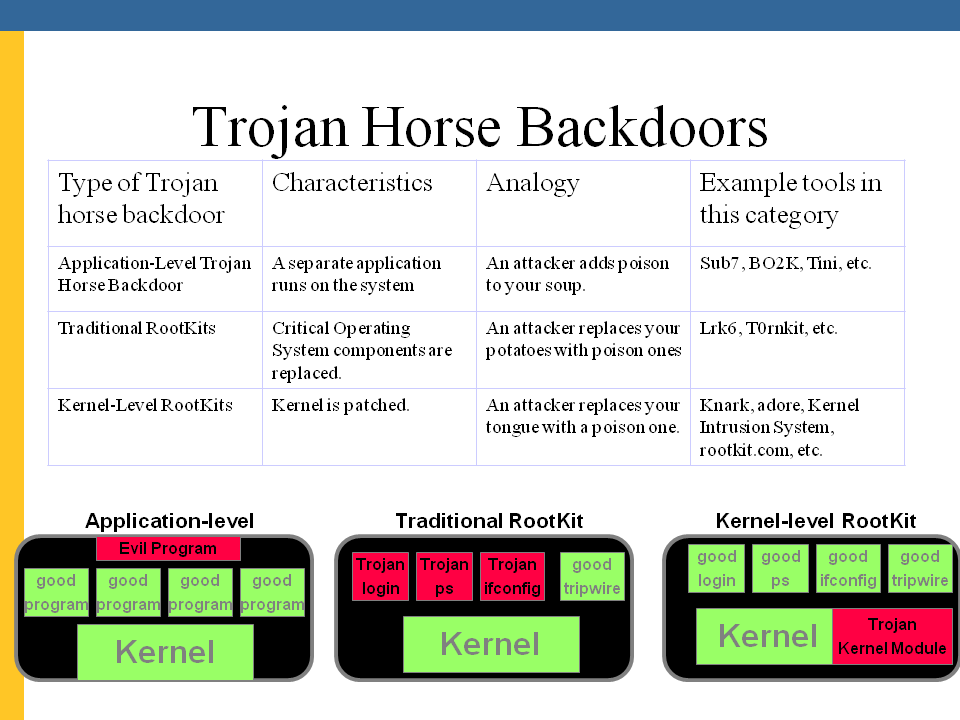 Trojan Horse Backdoors
Type of Trojan
horse backdoor
Characteristics
Analogy
Example tools in
this category
Application-Level Trojan
Horse Backdoor
A separate application
runs on the system
An attacker adds poison
to your soup.
Sub7, BO2K, Tini, etc.
Traditional RootKits
Critical Operating
System components are
replaced.
An attacker replaces your
potatoes with poison ones
Lrk6, T0rnkit, etc.
Kernel-Level RootKits
Kernel is patched.
An attacker replaces your
tongue with a poison one.
Knark, adore, Kernel
Intrusion System,
rootkit.com, etc.
Application-level
Evil Program
good
program
good
program
good
program
good
program
Kernel
Traditional RootKit
Trojan
login
Trojan
ps
Trojan
ifconfig
good
tripwire
Kernel
Kernel-level RootKit
good
login
good
ps
good
ifconfig
good
tripwire
Kernel
Trojan
Kernel Module